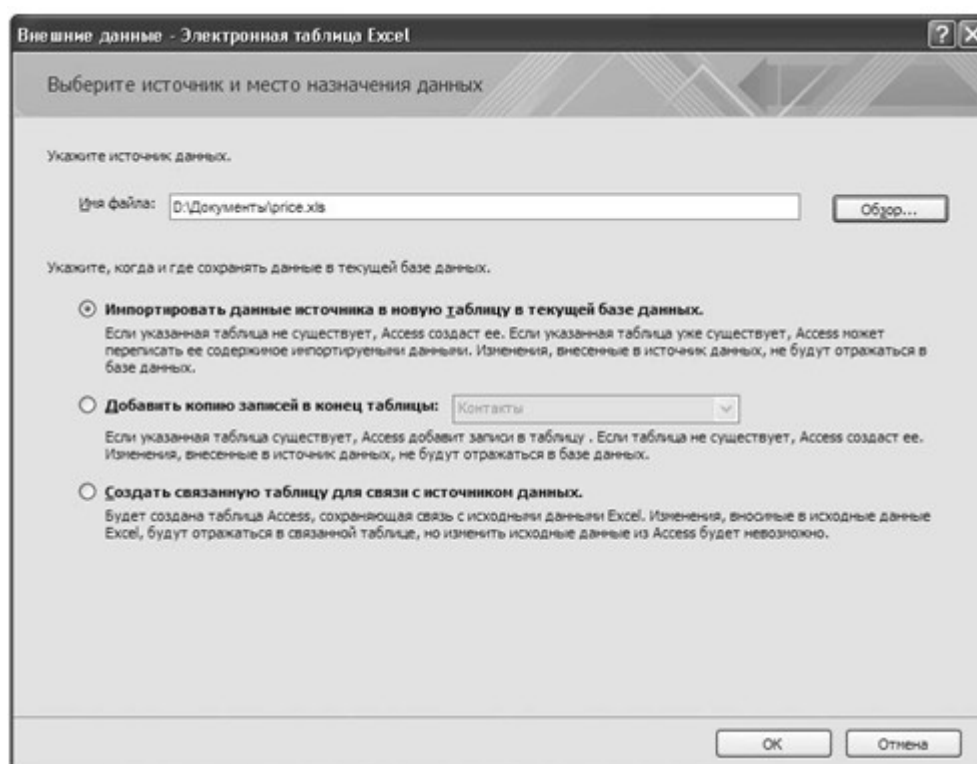 Внешние данные - Электронная таблица Excel
Выберите источник и место назначения данных
Укажите источник данных.
Имя файла: D:\Документы\price.xls Обзор...
Укажите, когда и где сохранять данные в текущей базе данных.
Импортировать данные источника в новую таблицу в текущей базе данных.
Если указанная таблица не существует, Access создаст ее. Если указанная таблица уже существует, Access может
переписать ее содержимое импортируемыми данными. Изменения, внесенные в источник данных, не будут отражаться в
базе данных.
Добавить копию записей в конец таблицы: Контакты
Если указанная таблица существует, Access добавит записи в таблицу . Если таблица не существует, Access создаст ее.
Изменения, внесенные в источник данных, не будут отражаться в базе данных.
Создать связанную таблицу для связи с источником данных.
Будет создана таблица Access, сохраняющая связь с исходными данными Excel. Изменения, вносимые в исходные данные
Excel, будут отражаться в связанной таблице, но изменить исходные данные из Access будет невозможно.
OK Отмена